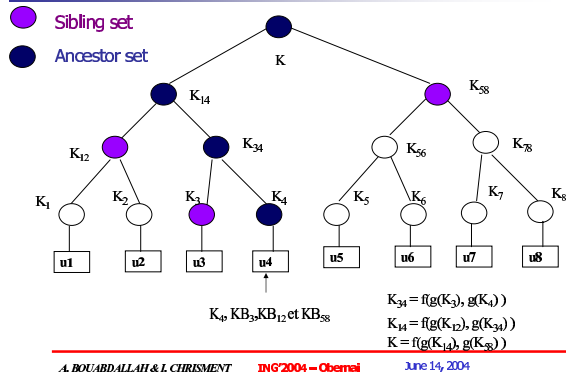 Sibling set
Ancestor set
K
K14
K58
K12
K34
K56
K78
K1
K2
K3
K4
K5
K6
K7
K8
u1
u2
u3
u4
u5
u6
u7
u8
K4, KB3,KB12 et KB58
K34 = f(g(K3), g(K4) )
K14 = f(g(K12), g(K34) )
K = f(g(K14), g(K58) )
A. BOUABDALLAH & I. CHRISMENT ING'2004 – Obernai June 14, 2004